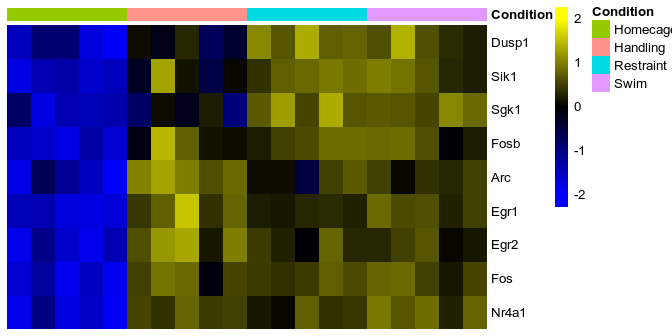 Condition
Dusp1
Sik1
Sgk1
Fosb
Arc
Egr1
Egr2
Fos
Nr4a1
2
1
0
-1
-2
Condition
Homecage
Handling
Restraint
Swim